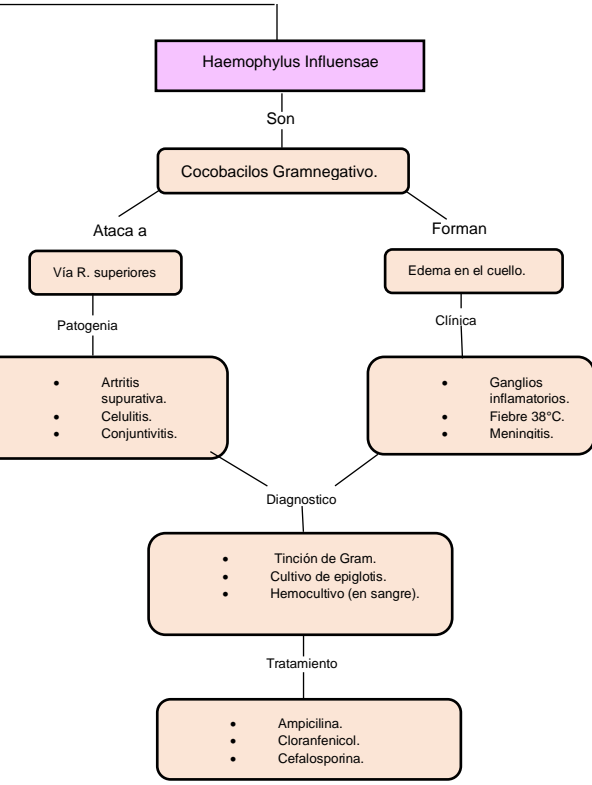 Haemophylus Influensae
Son
Cocobacilos Gramnegativo.
Ataca a
Forman
Vía R. superiores
Edema en el cuello.
Patogenia
Clínica
• Artritis
supurativa.
• Celulitis.
• Conjuntivitis.
• Ganglios
inflamatorios.
• Fiebre 38°C.
• Meningitis.
Diagnostico
• Tinción de Gram.
• Cultivo de epiglotis.
• Hemocultivo (en sangre).
Tratamiento
• Ampicilina.
• Cloranfenicol.
• Cefalosporina.